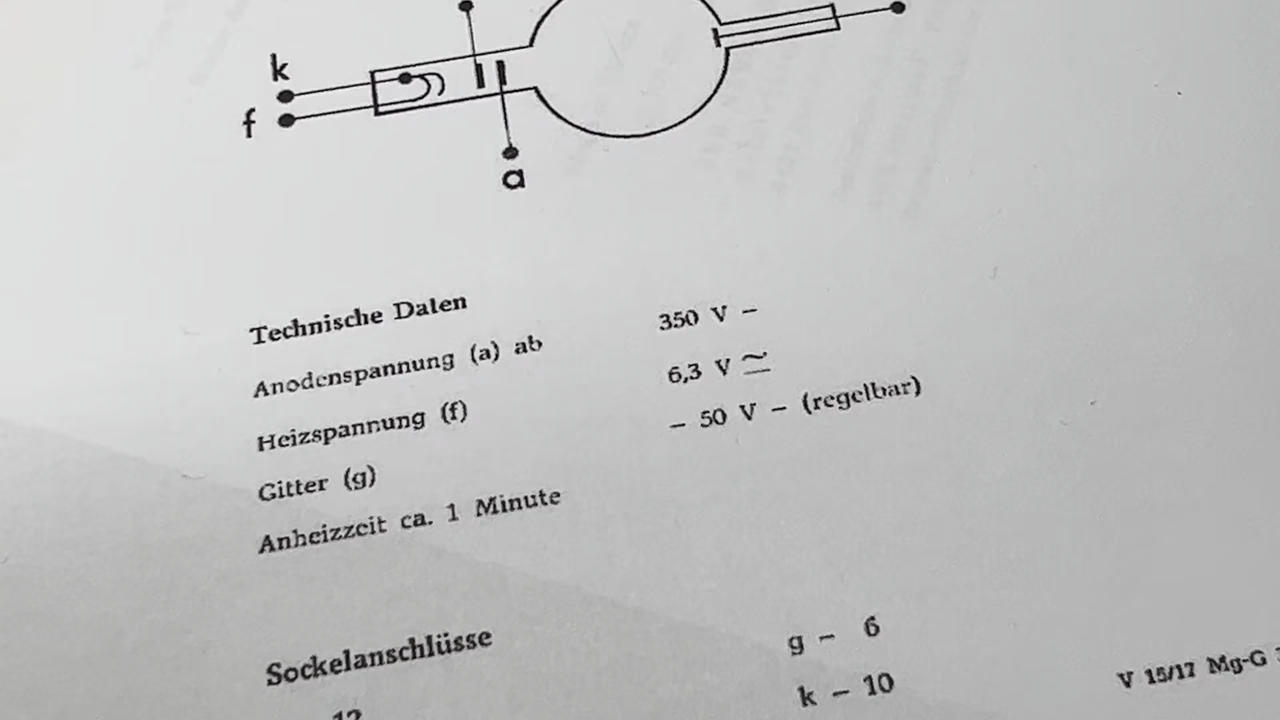 k
f
a
Technische Daten
Anodenspannung (a) ab 350 V –
Heizspannung (f) 6,3 V ≃
Gitter (g) – 50 V – (regelbar)
Anheizzeit ca. 1 Minute
Sockelanschlüsse g – 6
k – 10
V 15/17 Mg-G